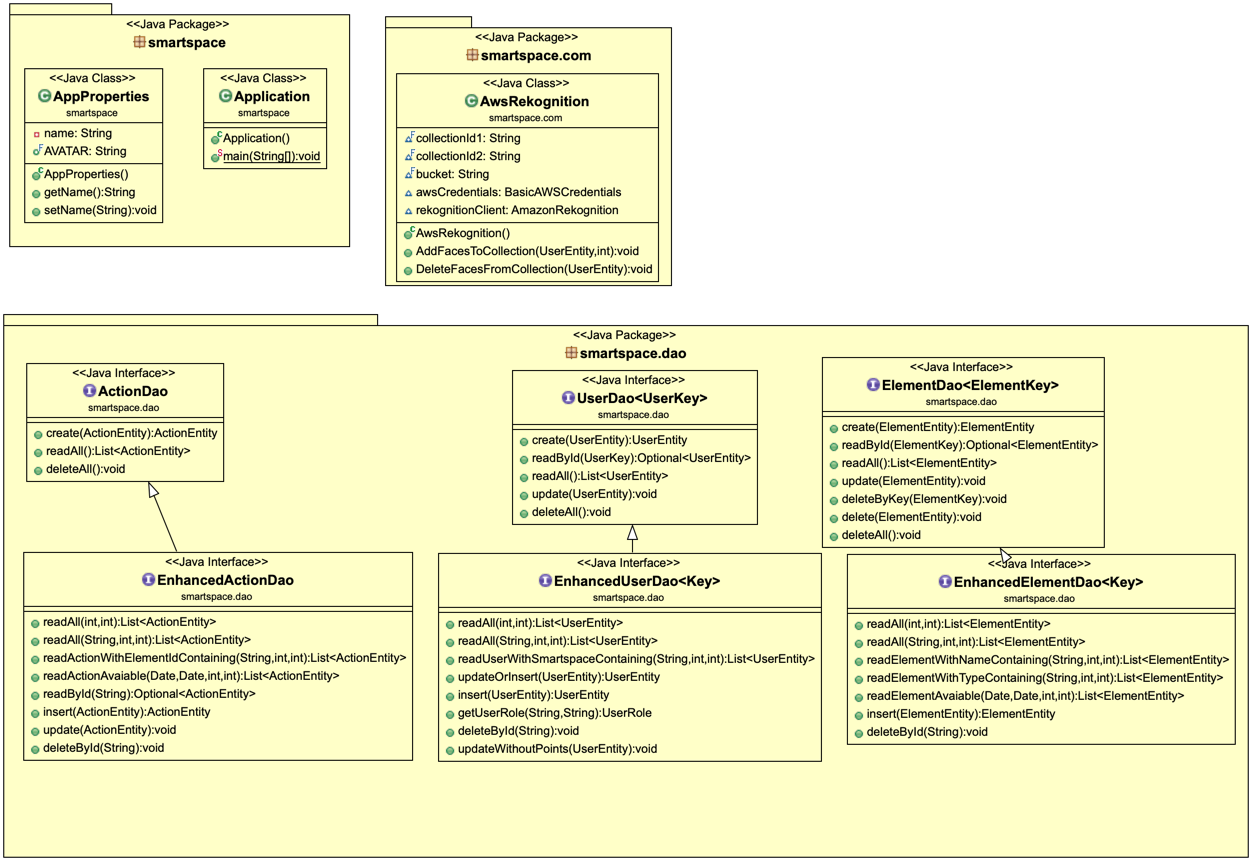 <<Java Package>>
smartspace
<<Java Class>>
AppProperties
smartspace
name: String
AVATAR: String
AppProperties()
getName():String
setName(String):void
<<Java Class>>
Application
smartspace
Application()
main(String[]):void
<<Java Package>>
smartspace.com
<<Java Class>>
AwsRekognition
smartspace.com
collectionId1: String
collectionId2: String
bucket: String
awsCredentials: BasicAWSCredentials
rekognitionClient: AmazonRekognition
AwsRekognition()
AddFacesToCollection(UserEntity,int):void
DeleteFacesFromCollection(UserEntity):void
<<Java Package>>
smartspace.dao
<<Java Interface>>
ActionDao
smartspace.dao
create(ActionEntity):ActionEntity
readAll():List<ActionEntity>
deleteAll():void
<<Java Interface>>
UserDao<UserKey>
smartspace.dao
create(UserEntity):UserEntity
readById(UserKey):Optional<UserEntity>
readAll():List<UserEntity>
update(UserEntity):void
deleteAll():void
<<Java Interface>>
ElementDao<ElementKey>
smartspace.dao
create(ElementEntity):ElementEntity
readById(ElementKey):Optional<ElementEntity>
readAll():List<ElementEntity>
update(ElementEntity):void
deleteByKey(ElementKey):void
delete(ElementEntity):void
deleteAll():void
<<Java Interface>>
EnhancedActionDao
smartspace.dao
readAll(int,int):List<ActionEntity>
readAll(String,int,int):List<ActionEntity>
readActionWithElementIdContaining(String,int,int):List<ActionEntity>
readActionAvaiable(Date,Date,int,int):List<ActionEntity>
readById(String):Optional<ActionEntity>
insert(ActionEntity):ActionEntity
update(ActionEntity):void
deleteById(String):void
<<Java Interface>>
EnhancedUserDao<Key>
smartspace.dao
readAll(int,int):List<UserEntity>
readAll(String,int,int):List<UserEntity>
readUserWithSmartspaceContaining(String,int,int):List<UserEntity>
updateOrInsert(UserEntity):UserEntity
insert(UserEntity):UserEntity
getUserRole(String,String):UserRole
deleteById(String):void
updateWithoutPoints(UserEntity):void
<<Java Interface>>
EnhancedElementDao<Key>
smartspace.dao
readAll(int,int):List<ElementEntity>
readAll(String,int,int):List<ElementEntity>
readElementWithNameContaining(String,int,int):List<ElementEntity>
readElementWithTypeContaining(String,int,int):List<ElementEntity>
readElementAvaiable(Date,Date,int,int):List<ElementEntity>
insert(ElementEntity):ElementEntity
deleteById(String):void